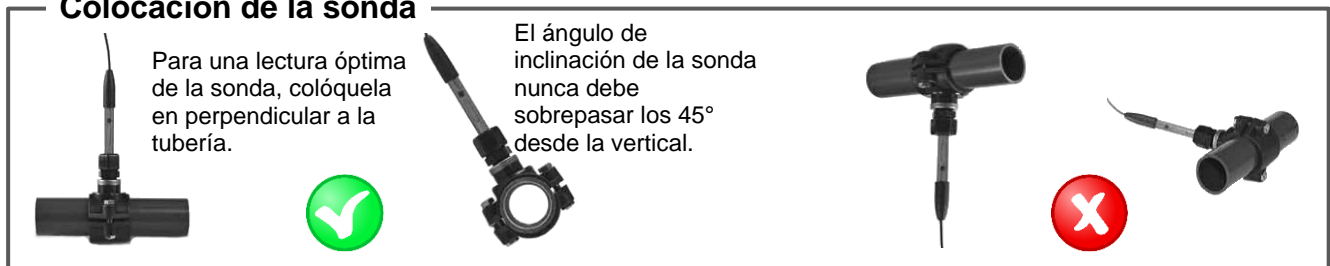 Colocación de la sonda
Para una lectura óptima
de la sonda, colóquela
en perpendicular a la
tubería.
El ángulo de
inclinación de la sonda
nunca debe
sobrepasar los 45°
desde la vertical.